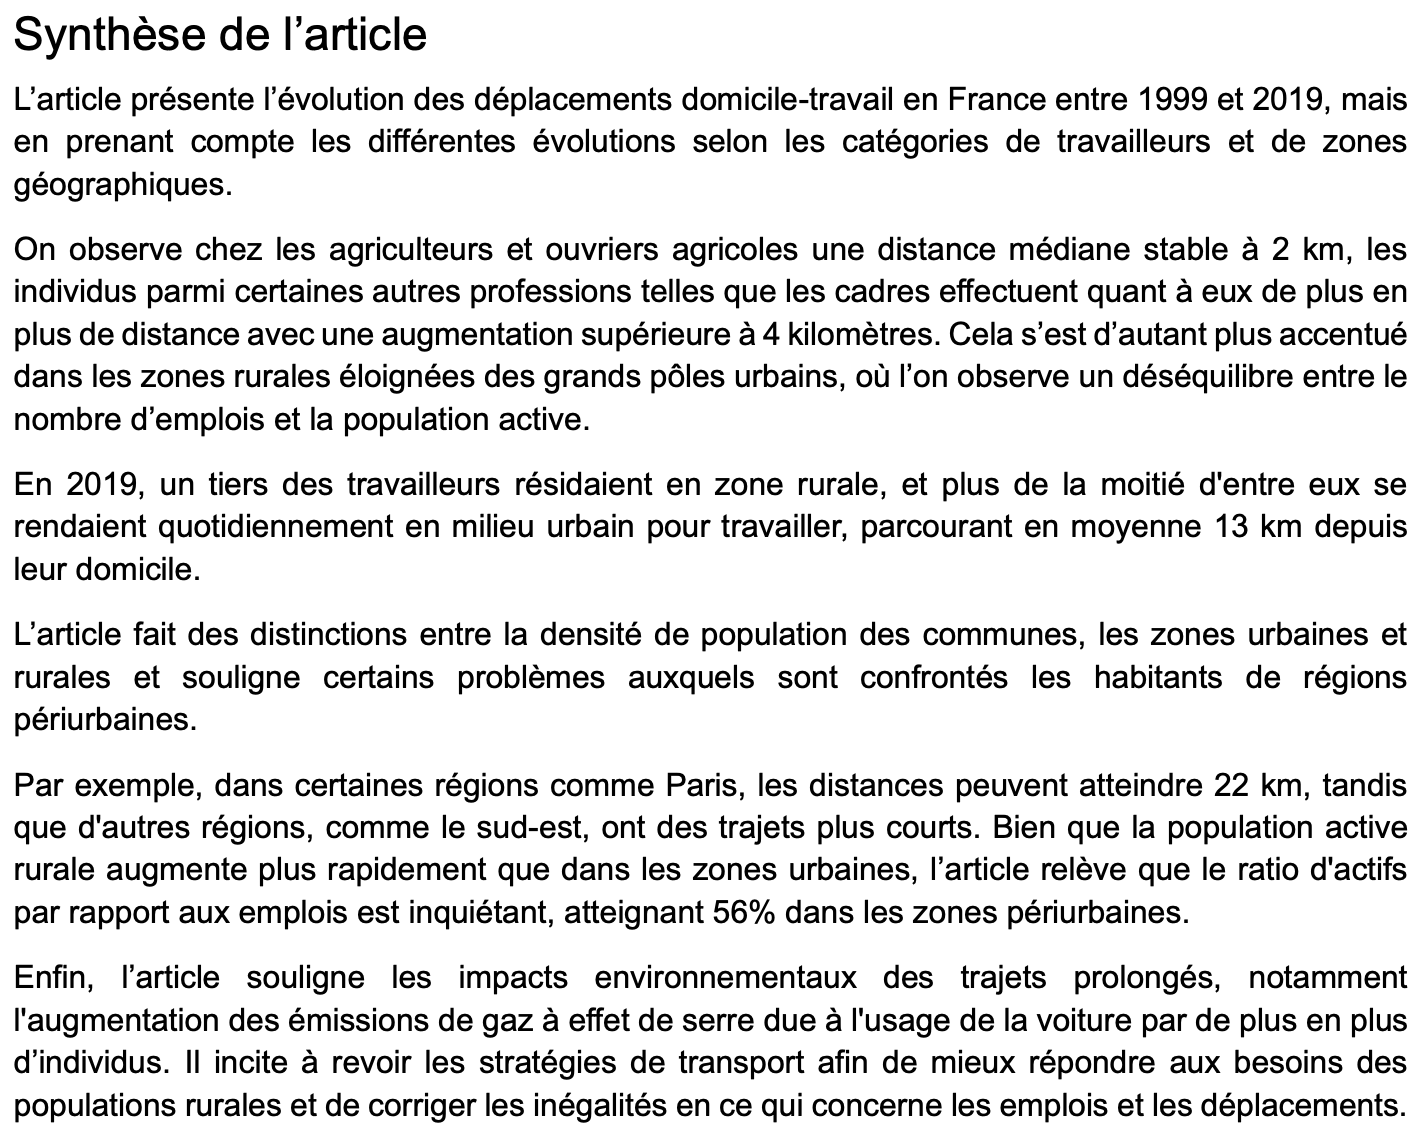 Synthèse de l’article
L’article présente l’évolution des déplacements domicile-travail en France entre 1999 et 2019, mais
en prenant compte les différentes évolutions selon les catégories de travailleurs et de zones
géographiques.
On observe chez les agriculteurs et ouvriers agricoles une distance médiane stable à 2 km, les
individus parmi certaines autres professions telles que les cadres effectuent quant à eux de plus en
plus de distance avec une augmentation supérieure à 4 kilomètres. Cela s’est d’autant plus accentué
dans les zones rurales éloignées des grands pôles urbains, où l’on observe un déséquilibre entre le
nombre d’emplois et la population active.
En 2019, un tiers des travailleurs résidaient en zone rurale, et plus de la moitié d'entre eux se
rendaient quotidiennement en milieu urbain pour travailler, parcourant en moyenne 13 km depuis
leur domicile.
L’article fait des distinctions entre la densité de population des communes, les zones urbaines et
rurales et souligne certains problèmes auxquels sont confrontés les habitants de régions
périurbaines.
Par exemple, dans certaines régions comme Paris, les distances peuvent atteindre 22 km, tandis
que d'autres régions, comme le sud-est, ont des trajets plus courts. Bien que la population active
rurale augmente plus rapidement que dans les zones urbaines, l’article relève que le ratio d'actifs
par rapport aux emplois est inquiétant, atteignant 56% dans les zones périurbaines.
Enfin, l’article souligne les impacts environnementaux des trajets prolongés, notamment
l'augmentation des émissions de gaz à effet de serre due à l'usage de la voiture par de plus en plus
d’individus. Il incite à revoir les stratégies de transport afin de mieux répondre aux besoins des
populations rurales et de corriger les inégalités en ce qui concerne les emplois et les déplacements.